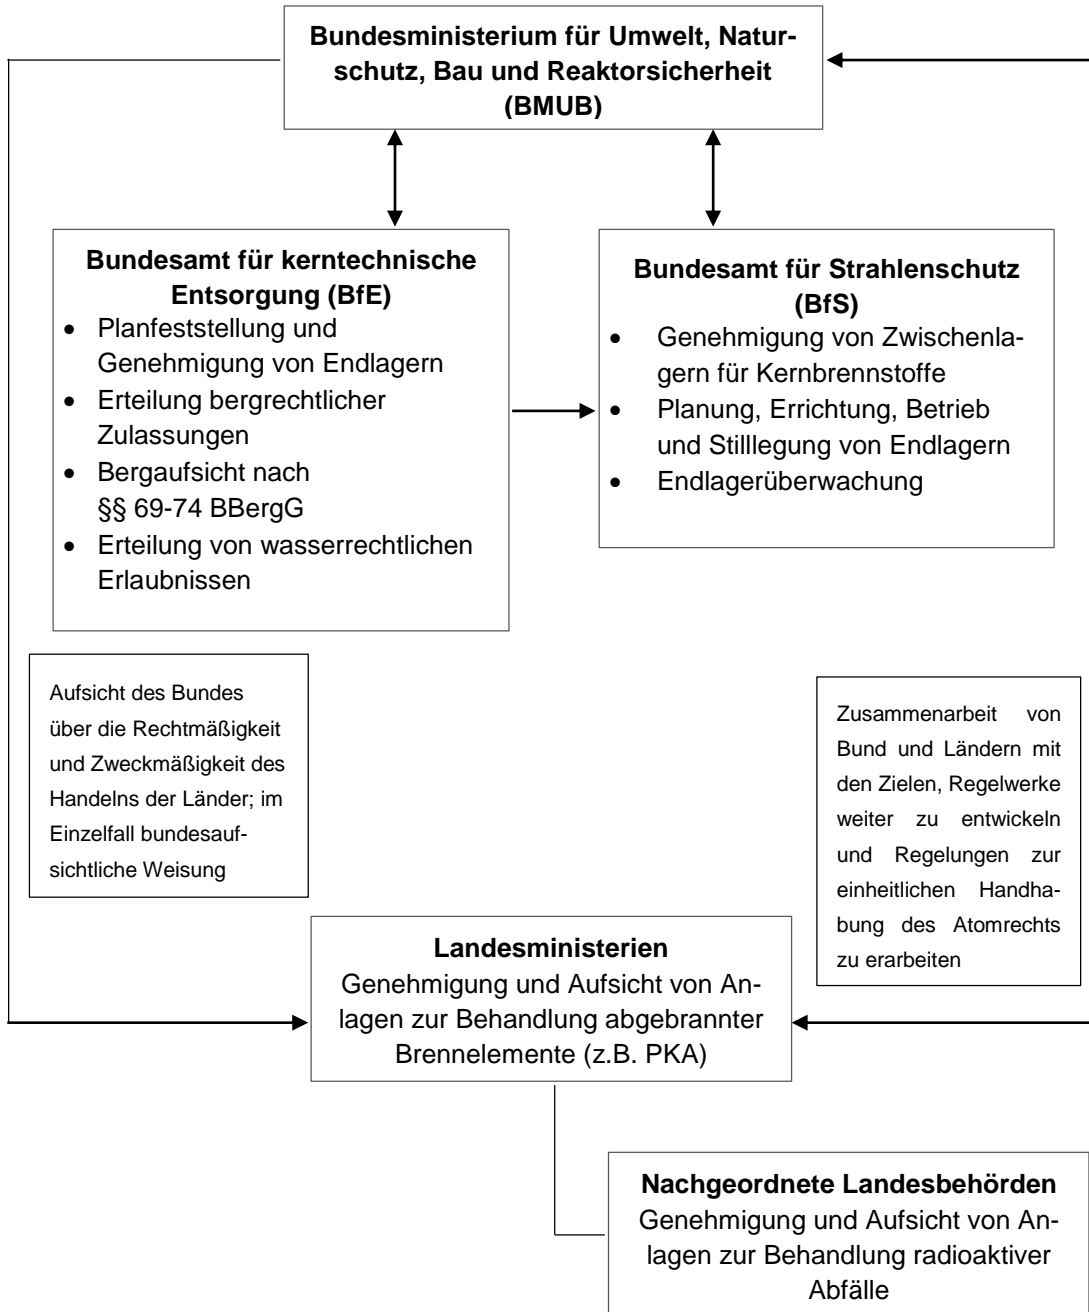 Bundesministerium für Umwelt, Natur-
schutz, Bau und Reaktorsicherheit
(BMUB)
Bundesamt für kerntechnische
Entsorgung (BfE)
• Planfeststellung und
Genehmigung von Endlagern
• Erteilung bergrechtlicher
Zulassungen
• Bergaufsicht nach
§§ 69-74 BBergG
• Erteilung von wasserrechtlichen
Erlaubnissen
Bundesamt für Strahlenschutz
(BfS)
• Genehmigung von Zwischenla-
gern für Kernbrennstoffe
• Planung, Errichtung, Betrieb
und Stilllegung von Endlagern
• Endlagerüberwachung
Aufsicht des Bundes
über die Rechtmäßigkeit
und Zweckmäßigkeit des
Handelns der Länder; im
Einzelfall bundesauf-
sichtliche Weisung
Zusammenarbeit von
Bund und Ländern mit
den Zielen, Regelwerke
weiter zu entwickeln
und Regelungen zur
einheitlichen Handha-
bung des Atomrechts
zu erarbeiten
Landesministerien
Genehmigung und Aufsicht von An-
lagen zur Behandlung abgebrannter
Brennelemente (z.B. PKA)
Nachgeordnete Landesbehörden
Genehmigung und Aufsicht von An-
lagen zur Behandlung radioaktiver
Abfälle